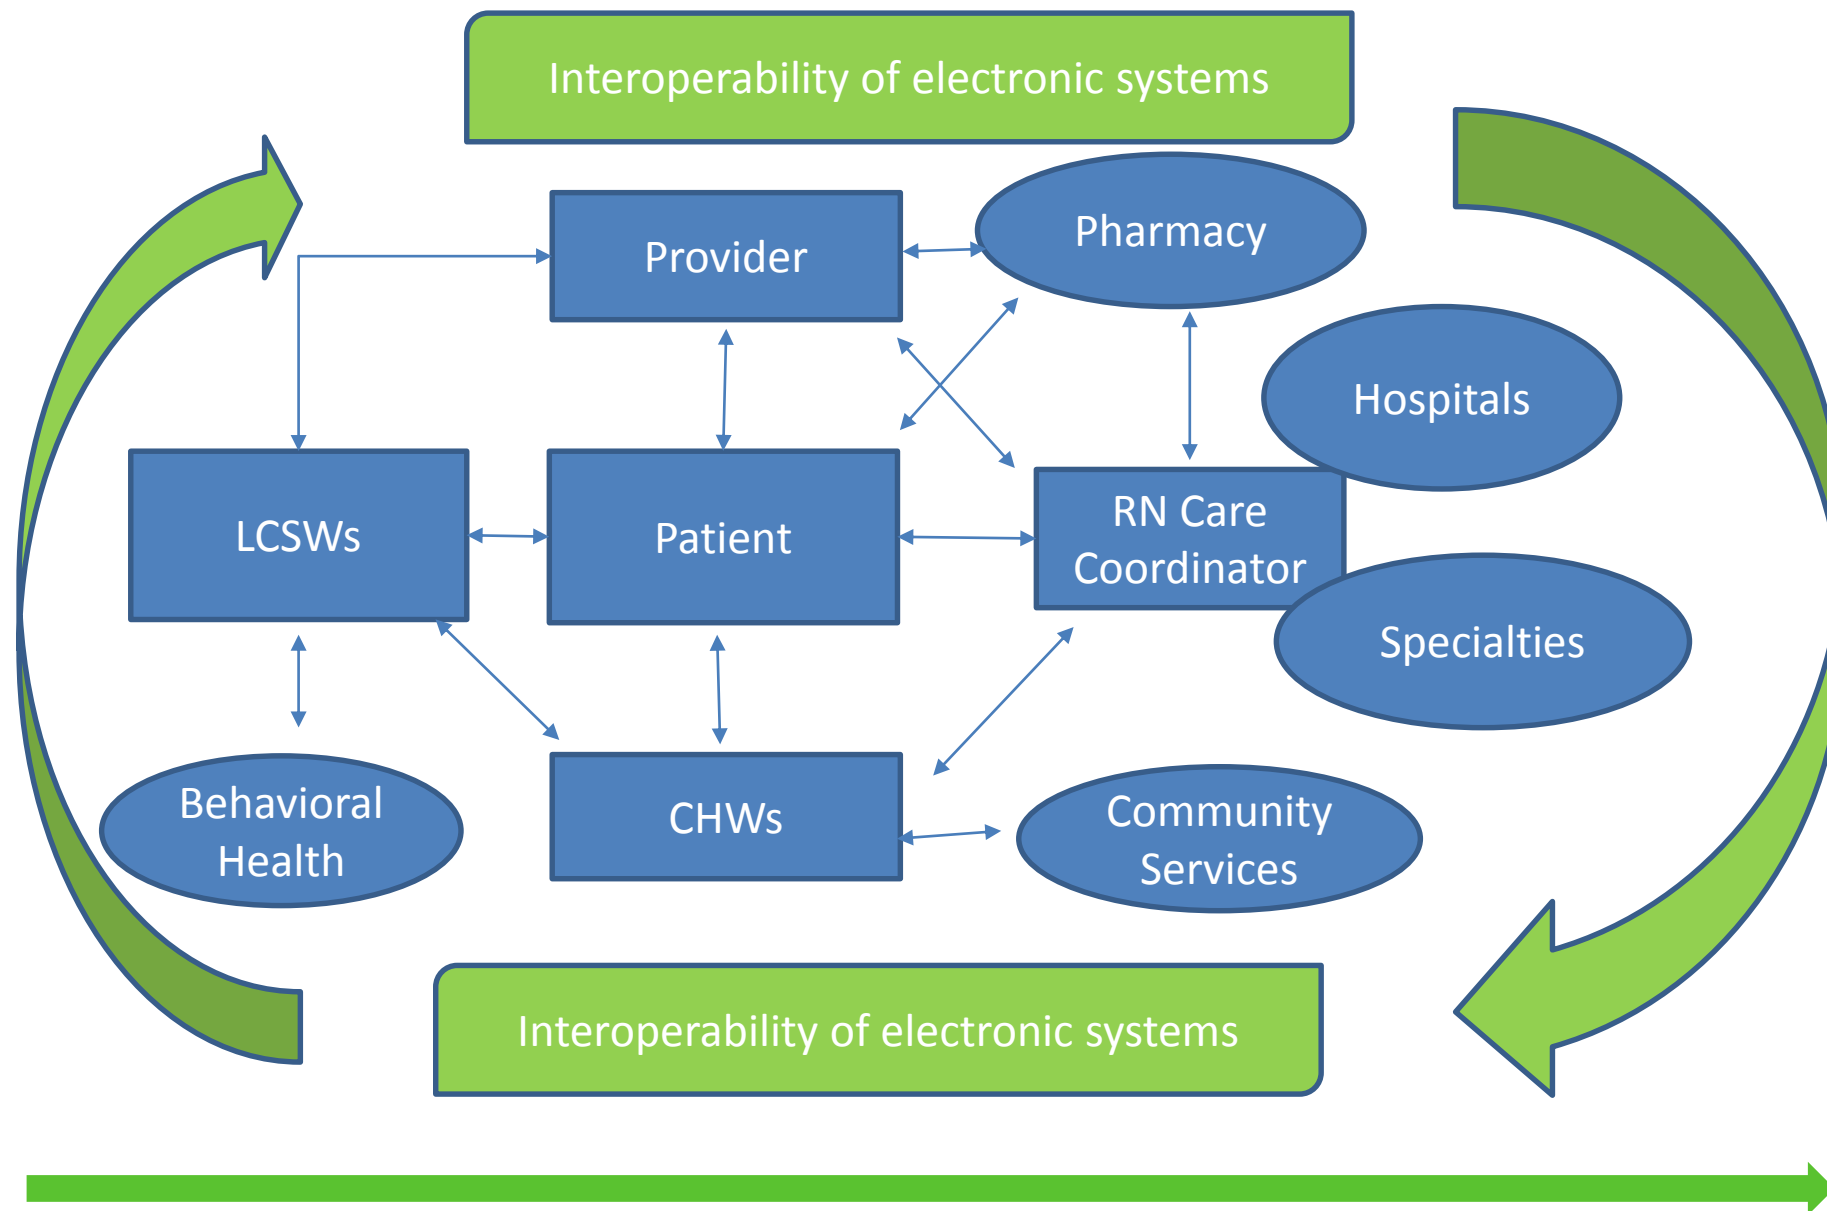 Interoperability of electronic systems
Provider
Pharmacy
Hospitals
LCSWs
Patient
RN Care
Coordinator
Specialties
Behavioral
Health
CHWs
Community
Services
Interoperability of electronic systems